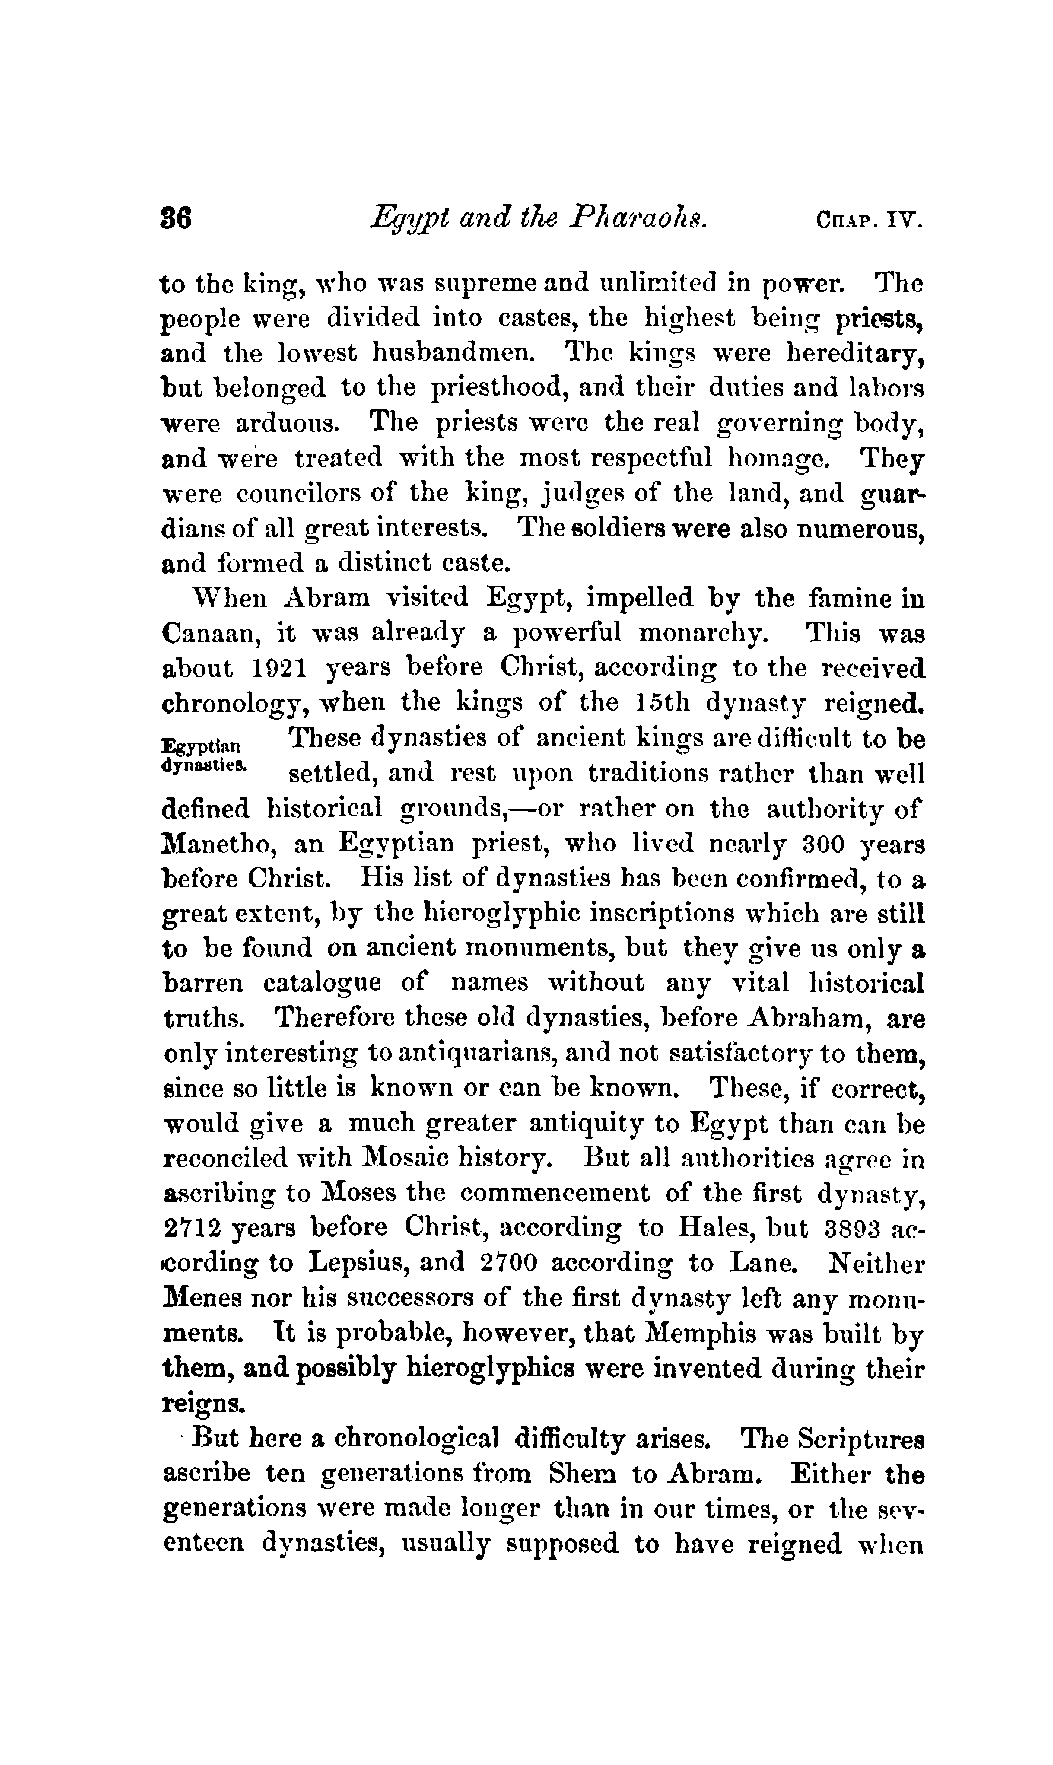 36 Egypt and the Pharaohs. CHAP. IV.
to the king, who was supreme and unlimited in power. The
people were divided into castes, the highest being priests,
and the lowest husbandmen. The kings were hereditary,
but belonged to the priesthood, and their duties and labors
were arduous. The priests were the real governing body,
and were treated with the most respectful homage. They
were councilors of the king, judges of the land, and guar-
dians of all great interests. The soldiers were also numerous,
and formed a distinct caste.
When Abram visited Egypt, impelled by the famine in
Canaan, it was already a powerful monarchy. This was
about 1921 years before Christ, according to the received
chronology, when the kings of the 15th dynasty reigned.
Egyptian These dynasties of ancient kings are difficult to be
dynasties. settled, and rest upon traditions rather than well
defined historical grounds,—or rather on the authority of
Manetho, an Egyptian priest, who lived nearly 300 years
before Christ. His list of dynasties has been confirmed, to a
great extent, by the hieroglyphic inscriptions which are still
to be found on ancient monuments, but they give us only a
barren catalogue of names without any vital historical
truths. Therefore these old dynasties, before Abraham, are
only interesting to antiquarians, and not satisfactory to them,
since so little is known or can be known. These, if correct,
would give a much greater antiquity to Egypt than can be
reconciled with Mosaic history. But all authorities agree in
ascribing to Moses the commencement of the first dynasty,
2712 years before Christ, according to Hales, but 3893 ac-
cording to Lepsius, and 2700 according to Lane. Neither
Menes nor his successors of the first dynasty left any monu-
ments. It is probable, however, that Memphis was built by
them, and possibly hieroglyphics were invented during their
reigns.
But here a chronological difficulty arises. The Scriptures
ascribe ten generations from Shem to Abram. Either the
generations were made longer than in our times, or the sev-
enteen dynasties, usually supposed to have reigned when